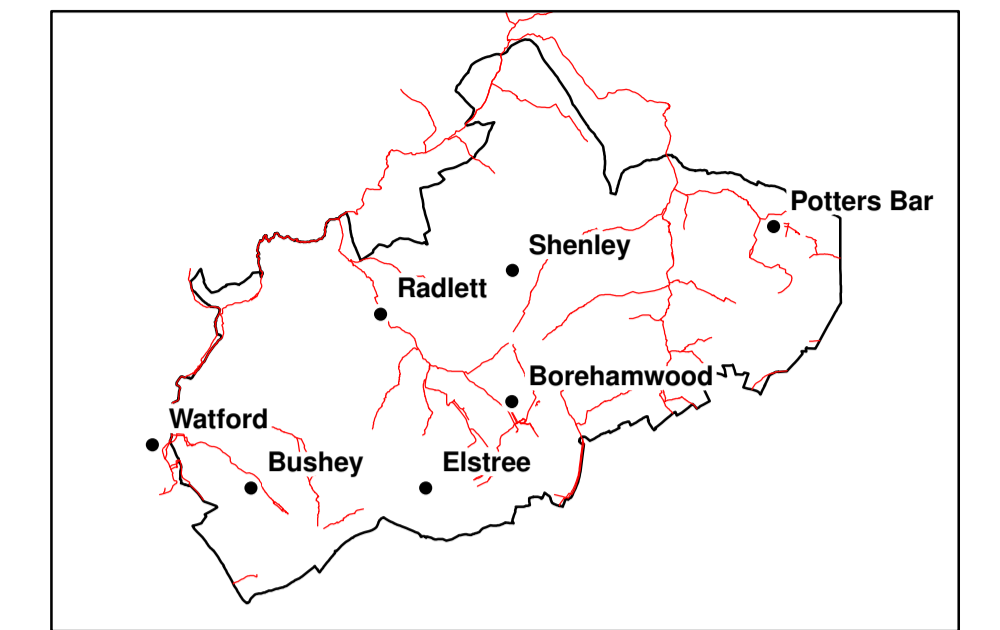 Potters Bar
Shenley
Radlett
Borehamwood
Watford
Bushey
Elstree